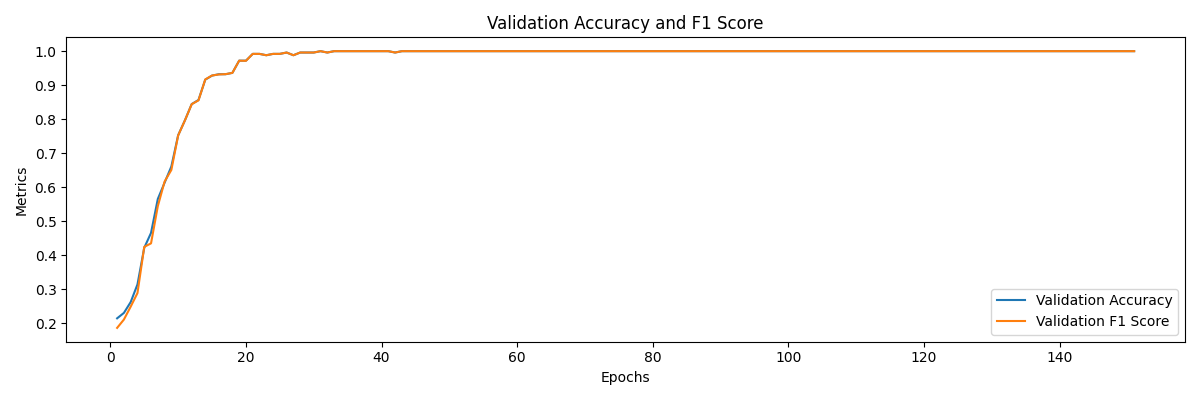 Validation Accuracy and F1 Score
1.0
0.9
0.8
0.7
0.6
0.5
0.4
0.3
0.2
Metrics
Validation Accuracy
Validation F1 Score
0 20 40 60 80 100 120 140
Epochs